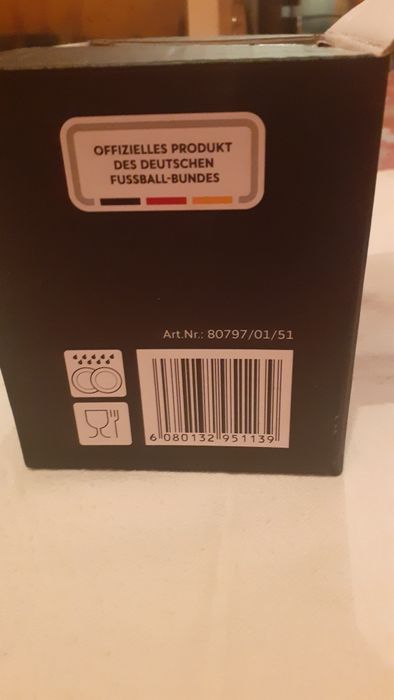 OFFIZIELLES PRODUKT
DES DEUTSCHEN
FUSSBALL-BUNDES
Art.Nr.: 80797/01/51
6 080132 951139